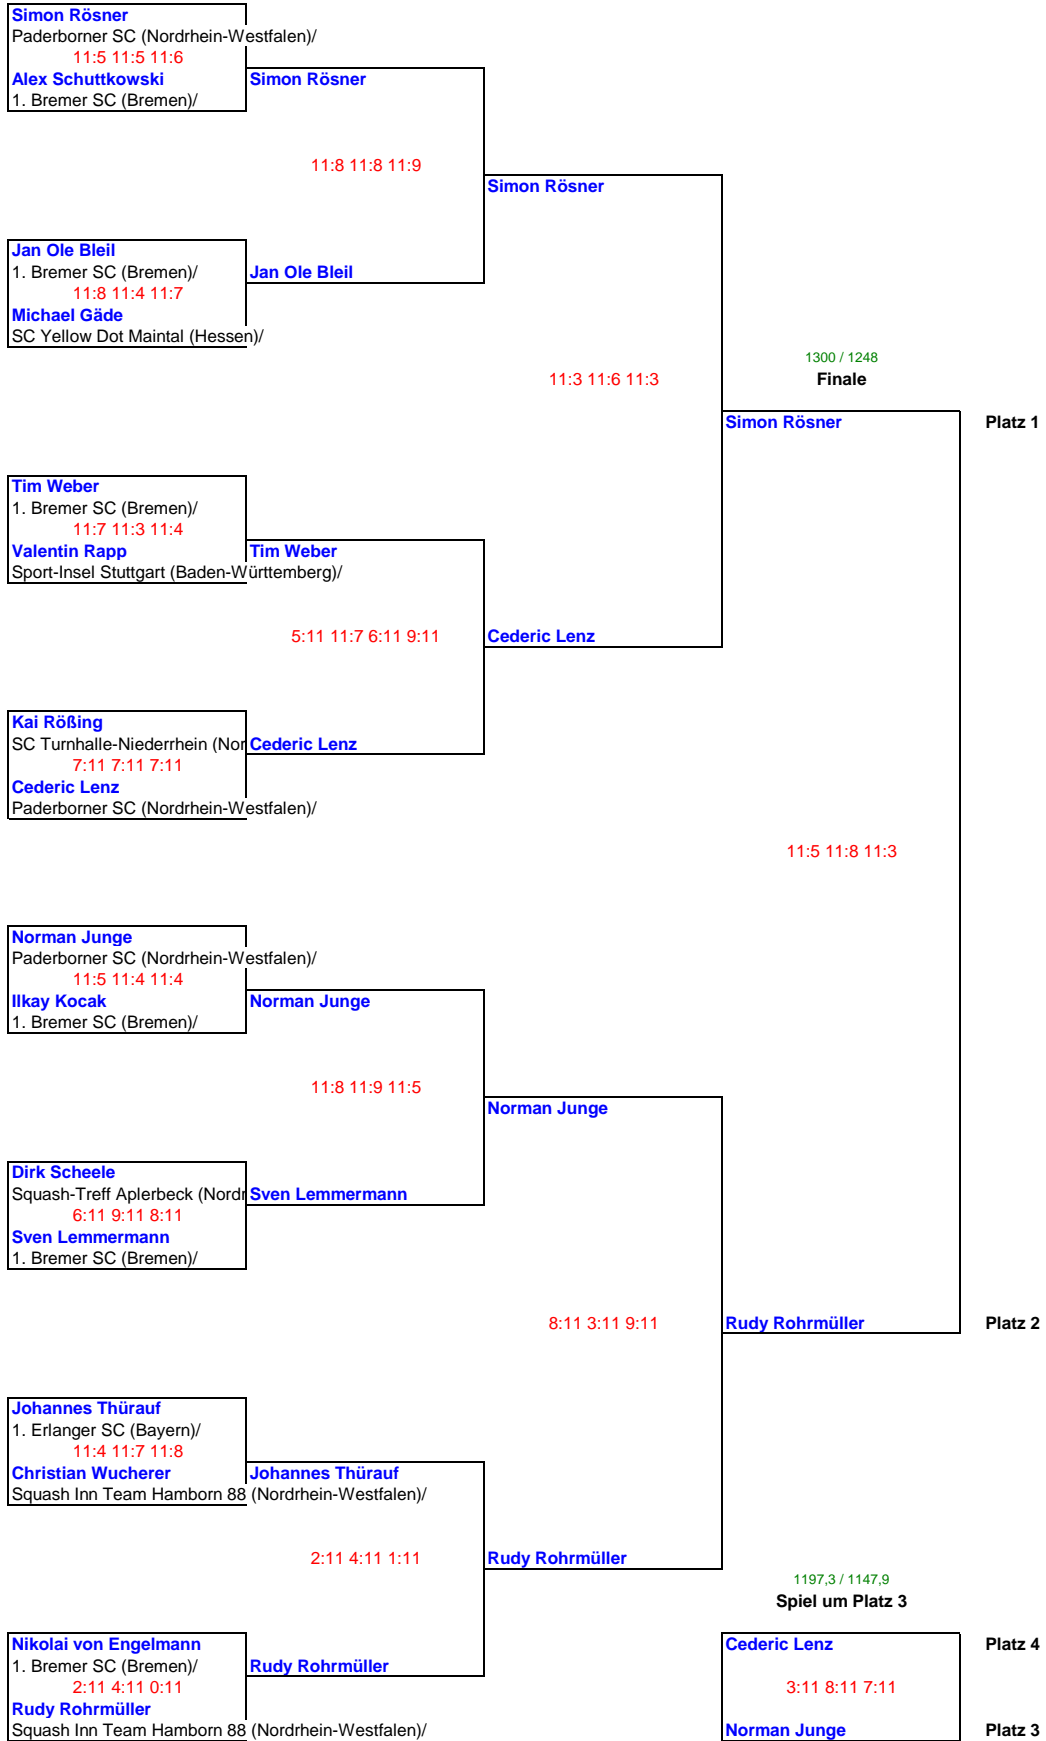 Simon Rösner
Paderborner SC (Nordrhein-Westfalen)/
11:5 11:5 11:6
Alex Schuttkowski
Simon Rösner
1. Bremer SC (Bremen)/
11:8 11:8 11:9
Simon Rösner
Jan Ole Bleil
1. Bremer SC (Bremen)/
Jan Ole Bleil
11:8 11:4 11:7
Michael Gäde
SC Yellow Dot Maintal (Hessen)/
1300 / 1248
11:3 11:6 11:3
Finale
Simon Rösner
Platz 1
Tim Weber
1. Bremer SC (Bremen)/
11:7 11:3 11:4
Valentin Rapp
Tim Weber
Sport-Insel Stuttgart (Baden-Württemberg)/
5:11 11:7 6:11 9:11
Cederic Lenz
Kai Rößing
SC Turnhalle-Niederrhein (Nor
Cederic Lenz
7:11 7:11 7:11
Cederic Lenz
Paderborner SC (Nordrhein-Westfalen)/
11:5 11:8 11:3
Norman Junge
Paderborner SC (Nordrhein-Westfalen)/
11:5 11:4 11:4
Ilkay Kocak
Norman Junge
1. Bremer SC (Bremen)/
11:8 11:9 11:5
Norman Junge
Dirk Scheele
Squash-Treff Aplerbeck (Nordr
Sven Lemmermann
6:11 9:11 8:11
Sven Lemmermann
1. Bremer SC (Bremen)/
8:11 3:11 9:11
Rudy Rohrmüller
Platz 2
Johannes Thürauf
1. Erlanger SC (Bayern)/
11:4 11:7 11:8
Christian Wucherer
Johannes Thürauf
Squash Inn Team Hamborn 88 (Nordrhein-Westfalen)/
2:11 4:11 1:11
Rudy Rohrmüller
1197,3 / 1147,9
Spiel um Platz 3
Nikolai von Engelmann
Cederic Lenz
Platz 4
1. Bremer SC (Bremen)/
Rudy Rohrmüller
2:11 4:11 0:11
3:11 8:11 7:11
Rudy Rohrmüller
Squash Inn Team Hamborn 88 (Nordrhein-Westfalen)/
Norman Junge
Platz 3